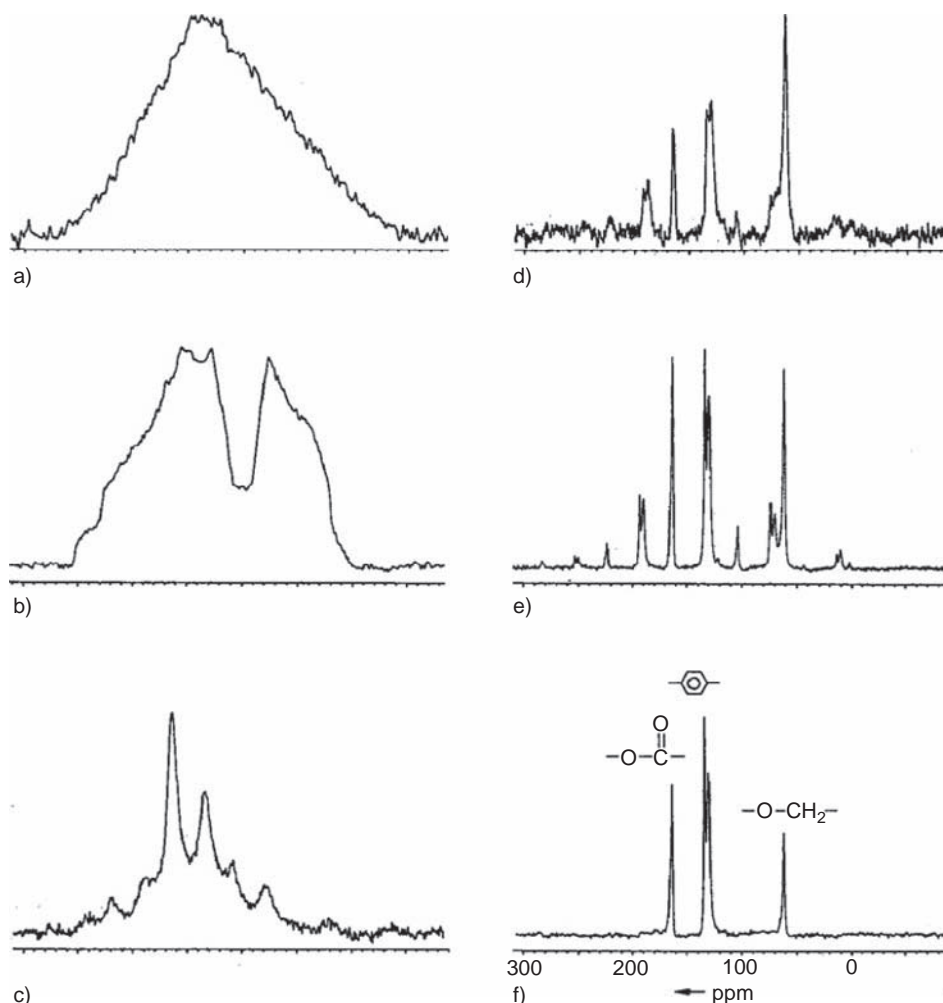 a)
b)
c)
d)
e)
O
–O–C–
–O–CH₂–
300 200 100 0
← ppm
f)